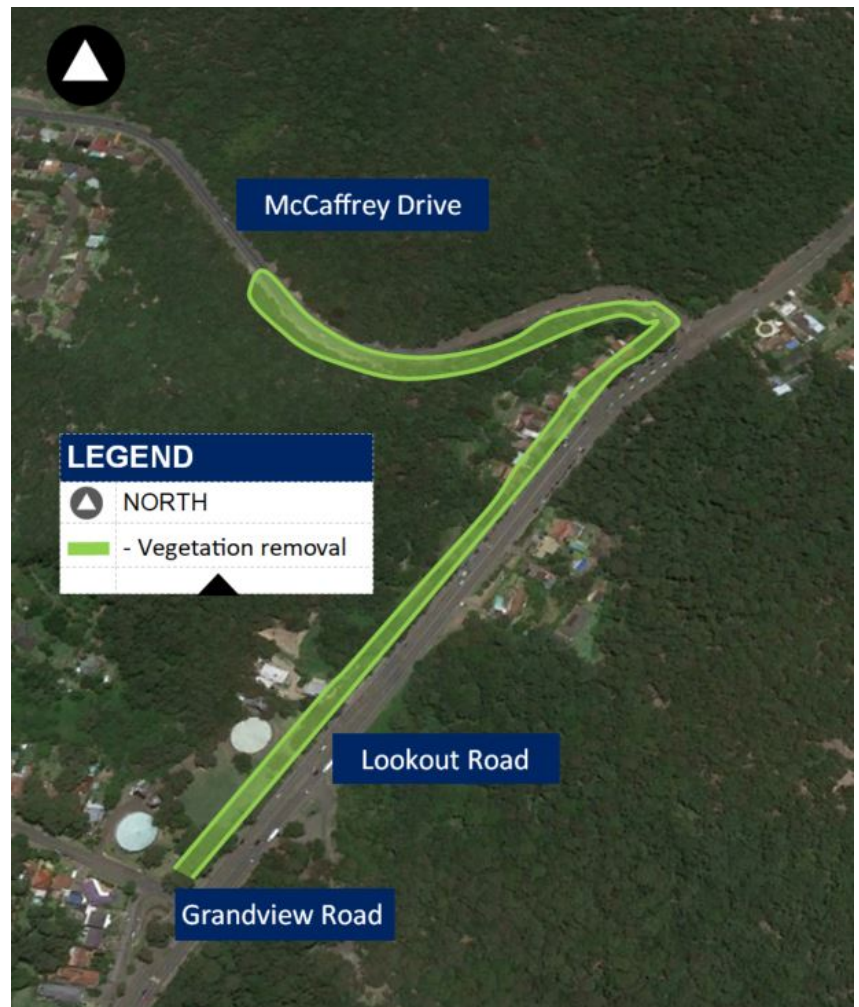 McCaffrey Drive
LEGEND
NORTH
- Vegetation removal
Lookout Road
Grandview Road